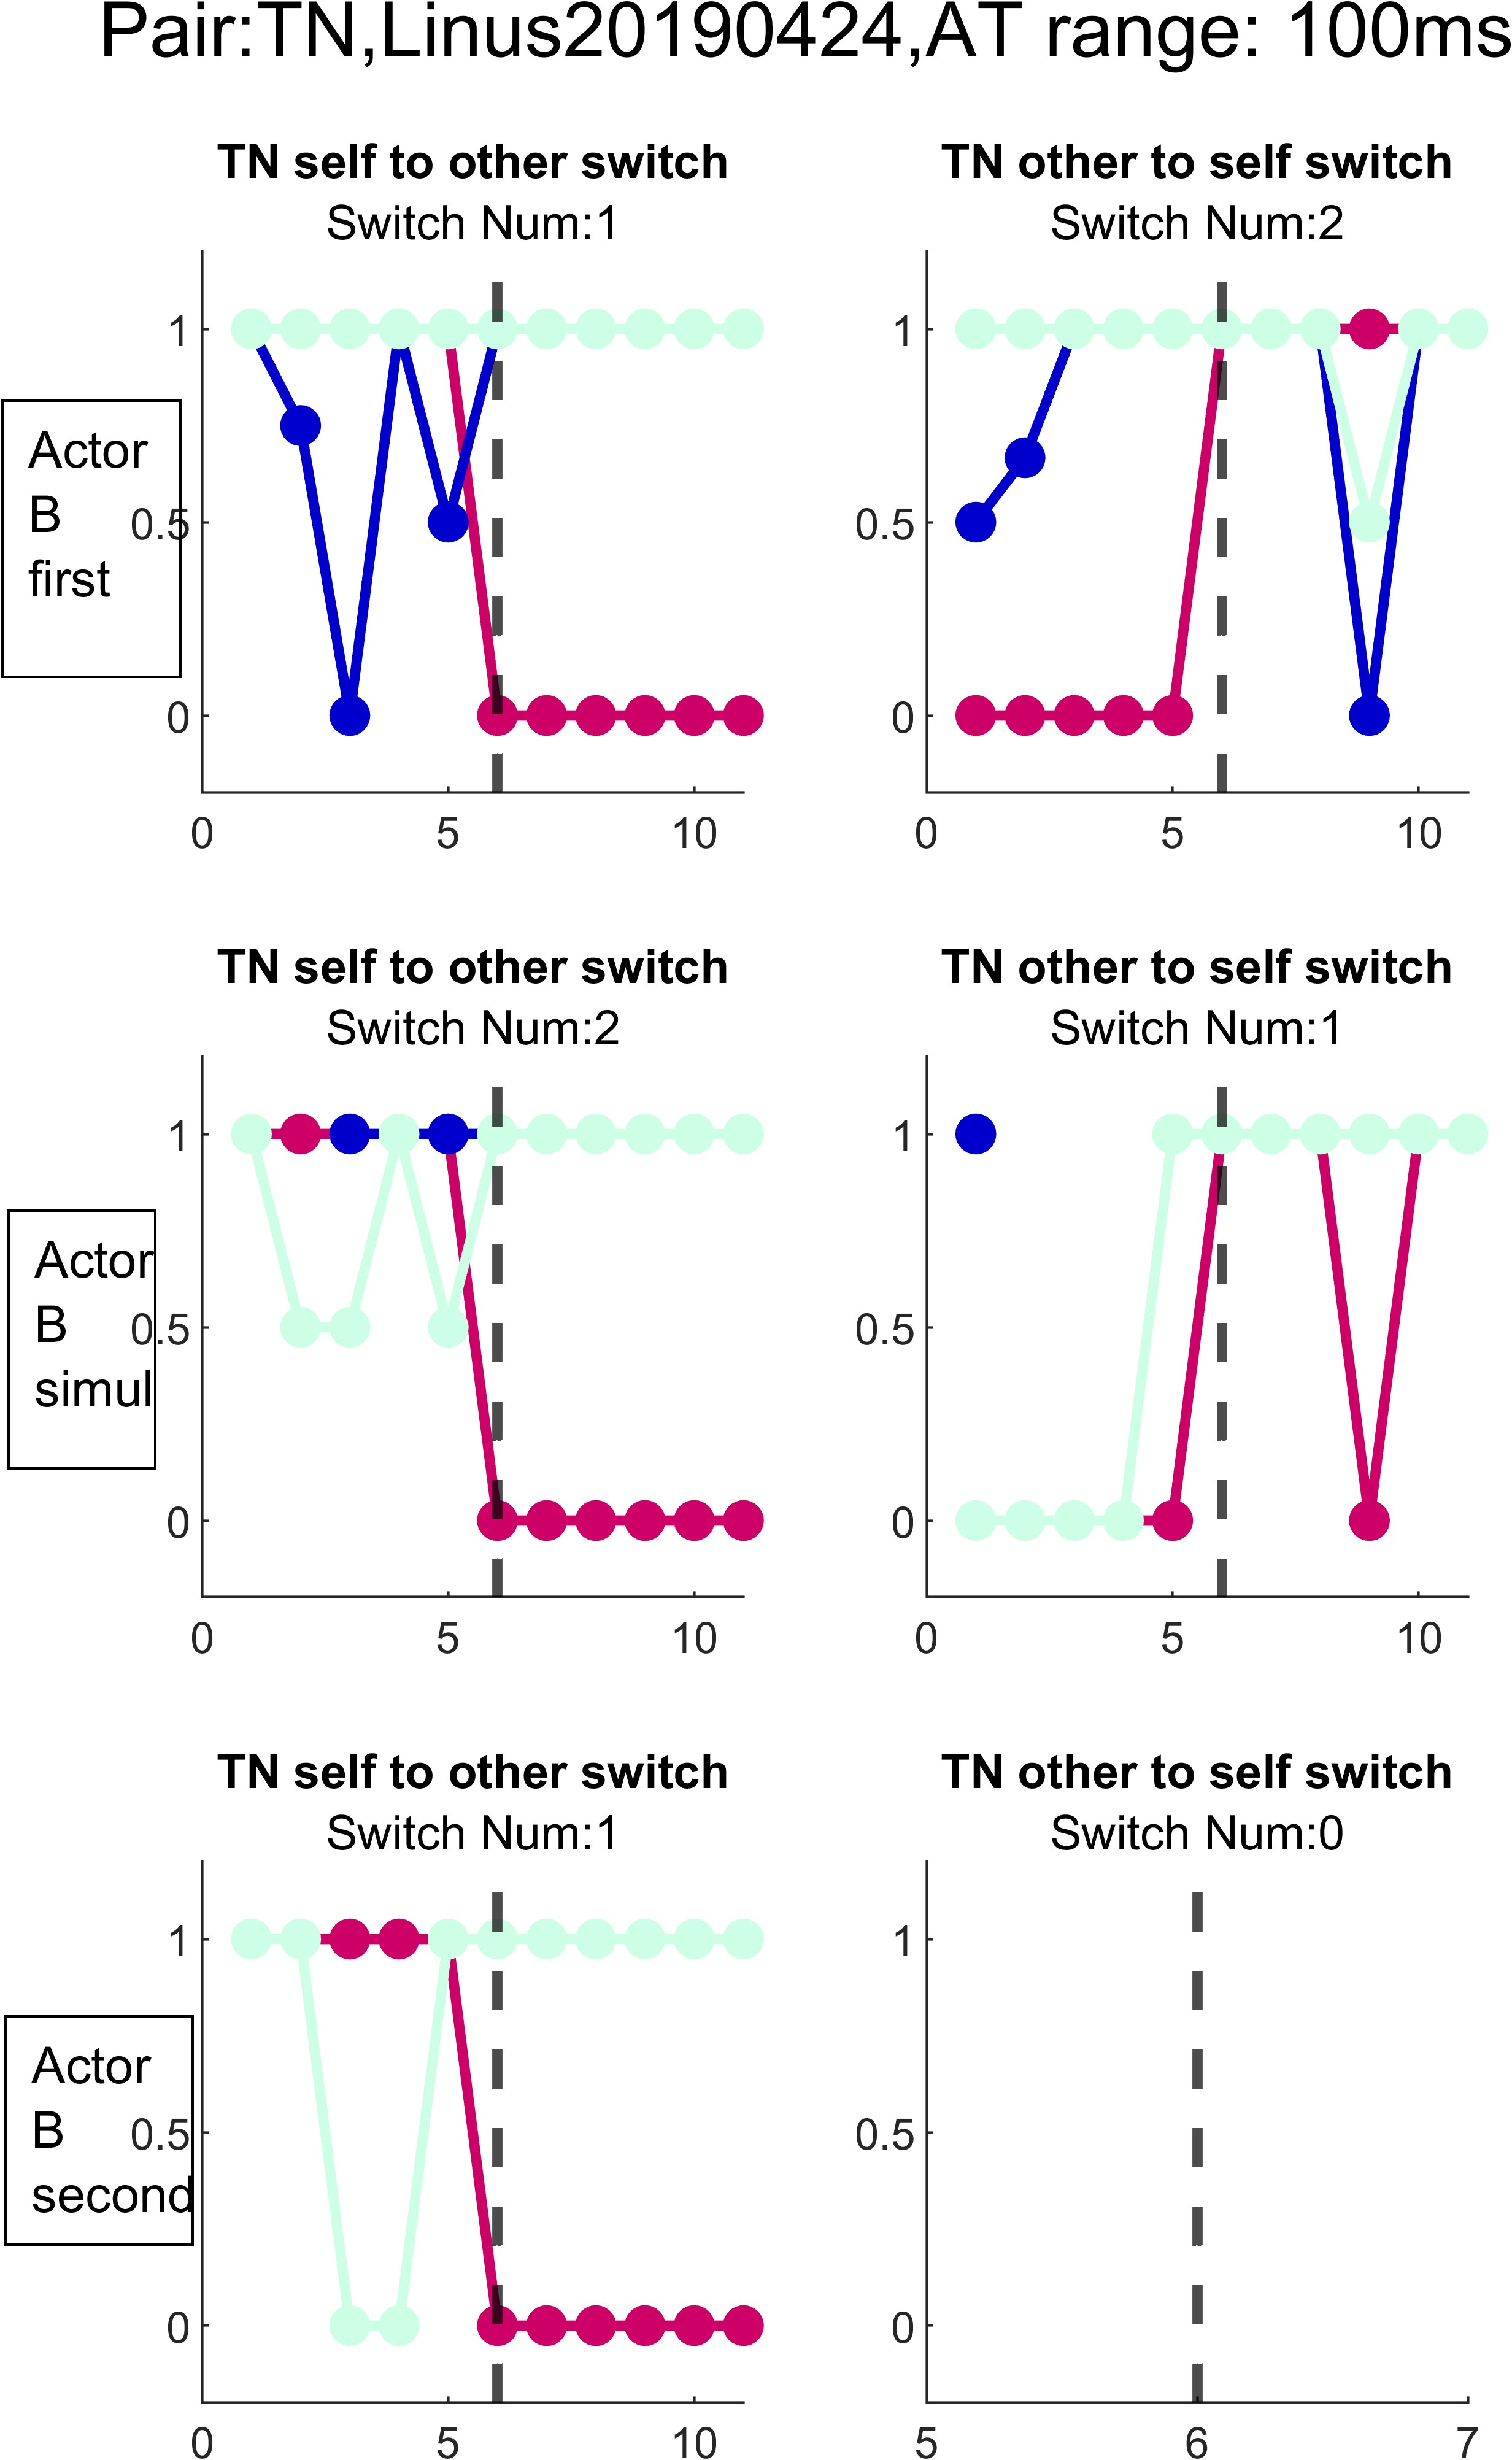 Pair:TN,Linus20190424,AT range: 100ms
TN self to other switch
Switch Num:1
Actor
B
first
1
0.5
0
0
5
10
TN other to self switch
Switch Num:2
1
0.5
0
0
5
10
TN self to other switch
Switch Num:2
Actor
B
simul
1
0.5
0
0
5
10
TN other to self switch
Switch Num:1
1
0.5
0
0
5
10
TN self to other switch
Switch Num:1
Actor
B
second
1
0.5
0
0
5
10
TN other to self switch
Switch Num:0
1
0.5
0
5
6
7